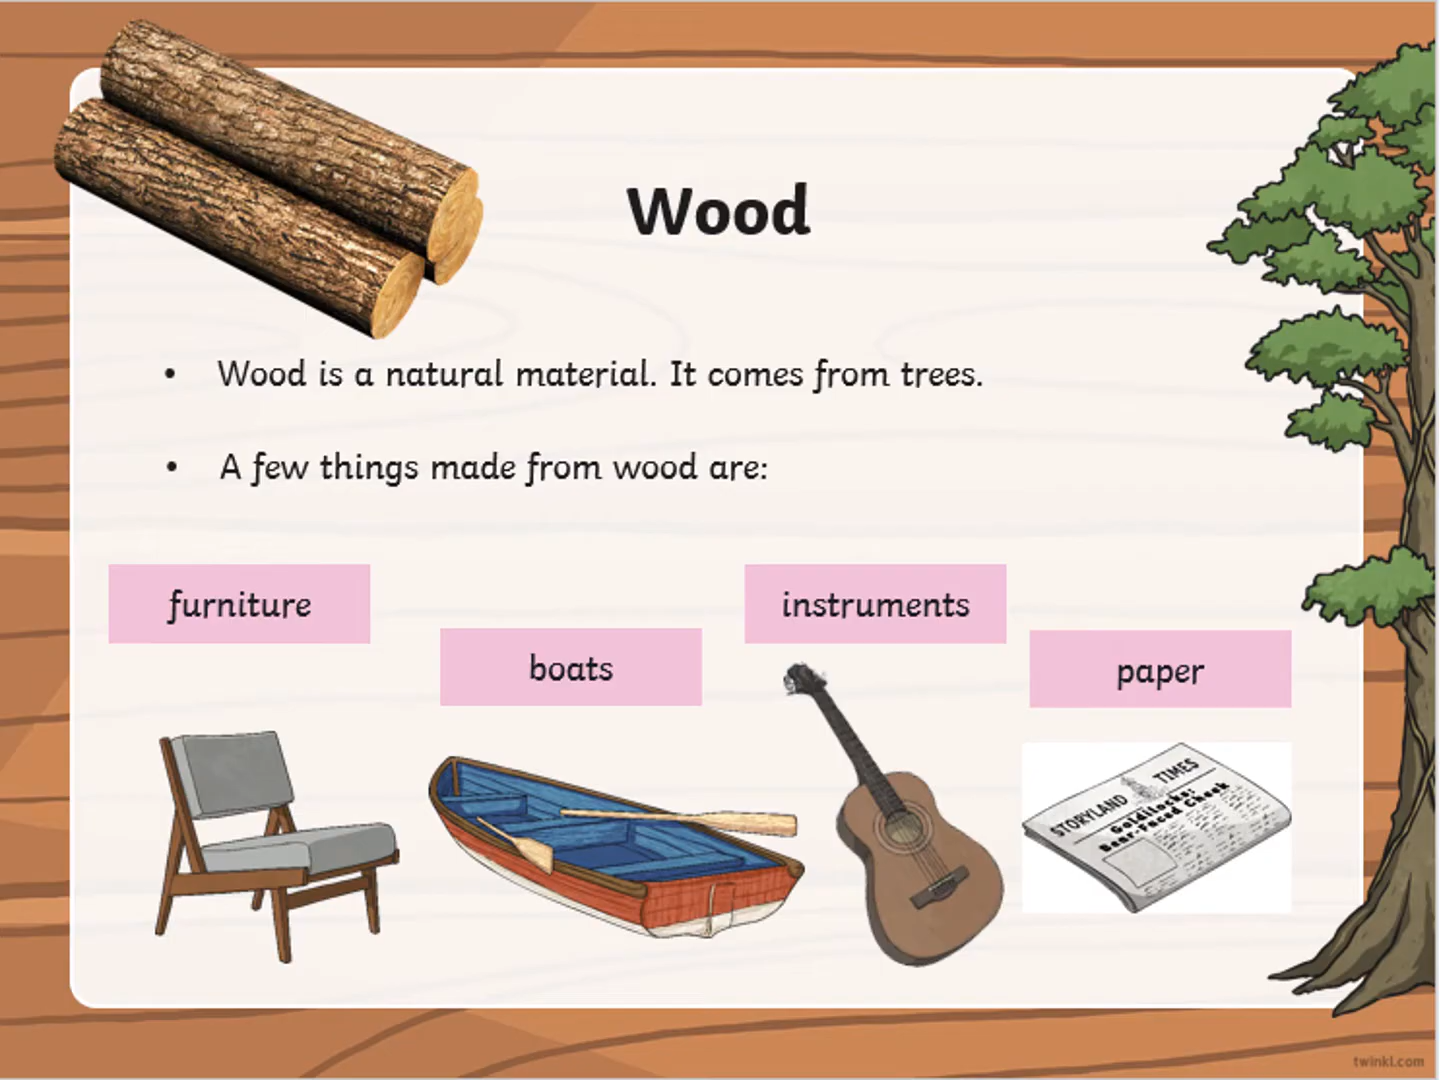 Wood
• Wood is a natural material. It comes from trees.
• A few things made from wood are:
furniture
boats
instruments
paper
STORYLAND TIMES
Goldilocks:
Bear-Faced Cheek
twinkl.com